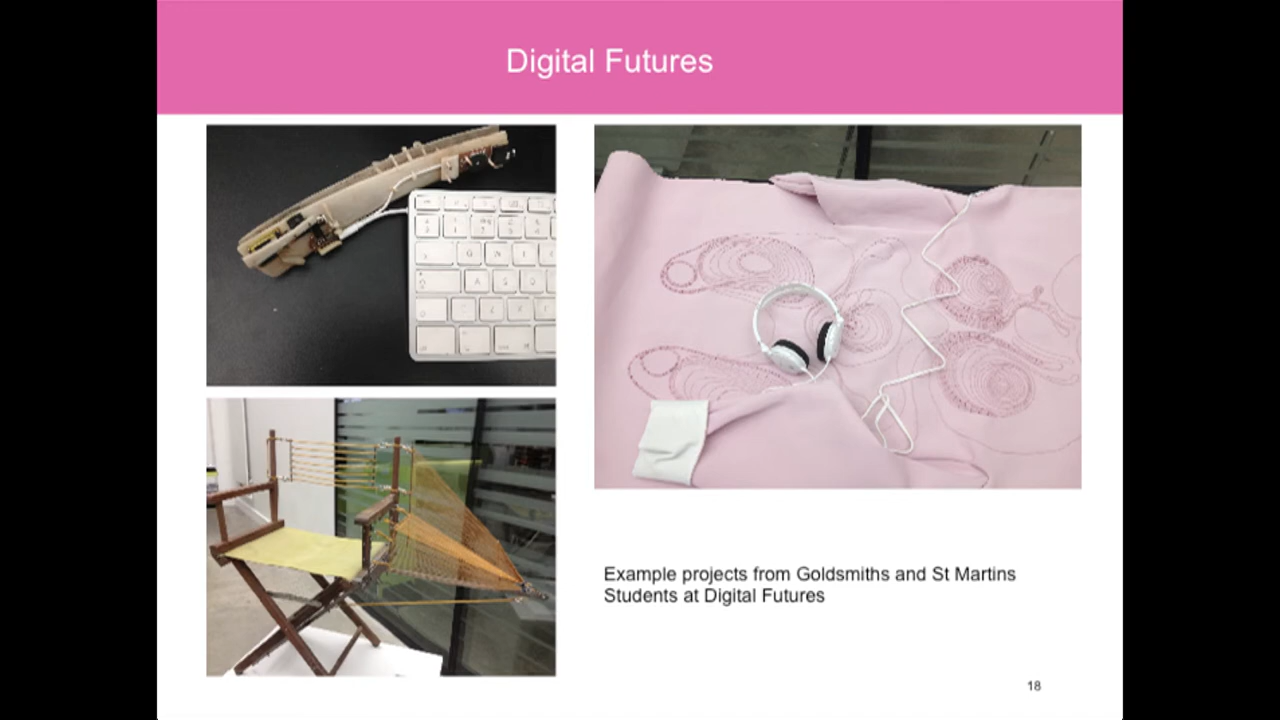 Digital Futures
Example projects from Goldsmiths and St Martins
Students at Digital Futures
18